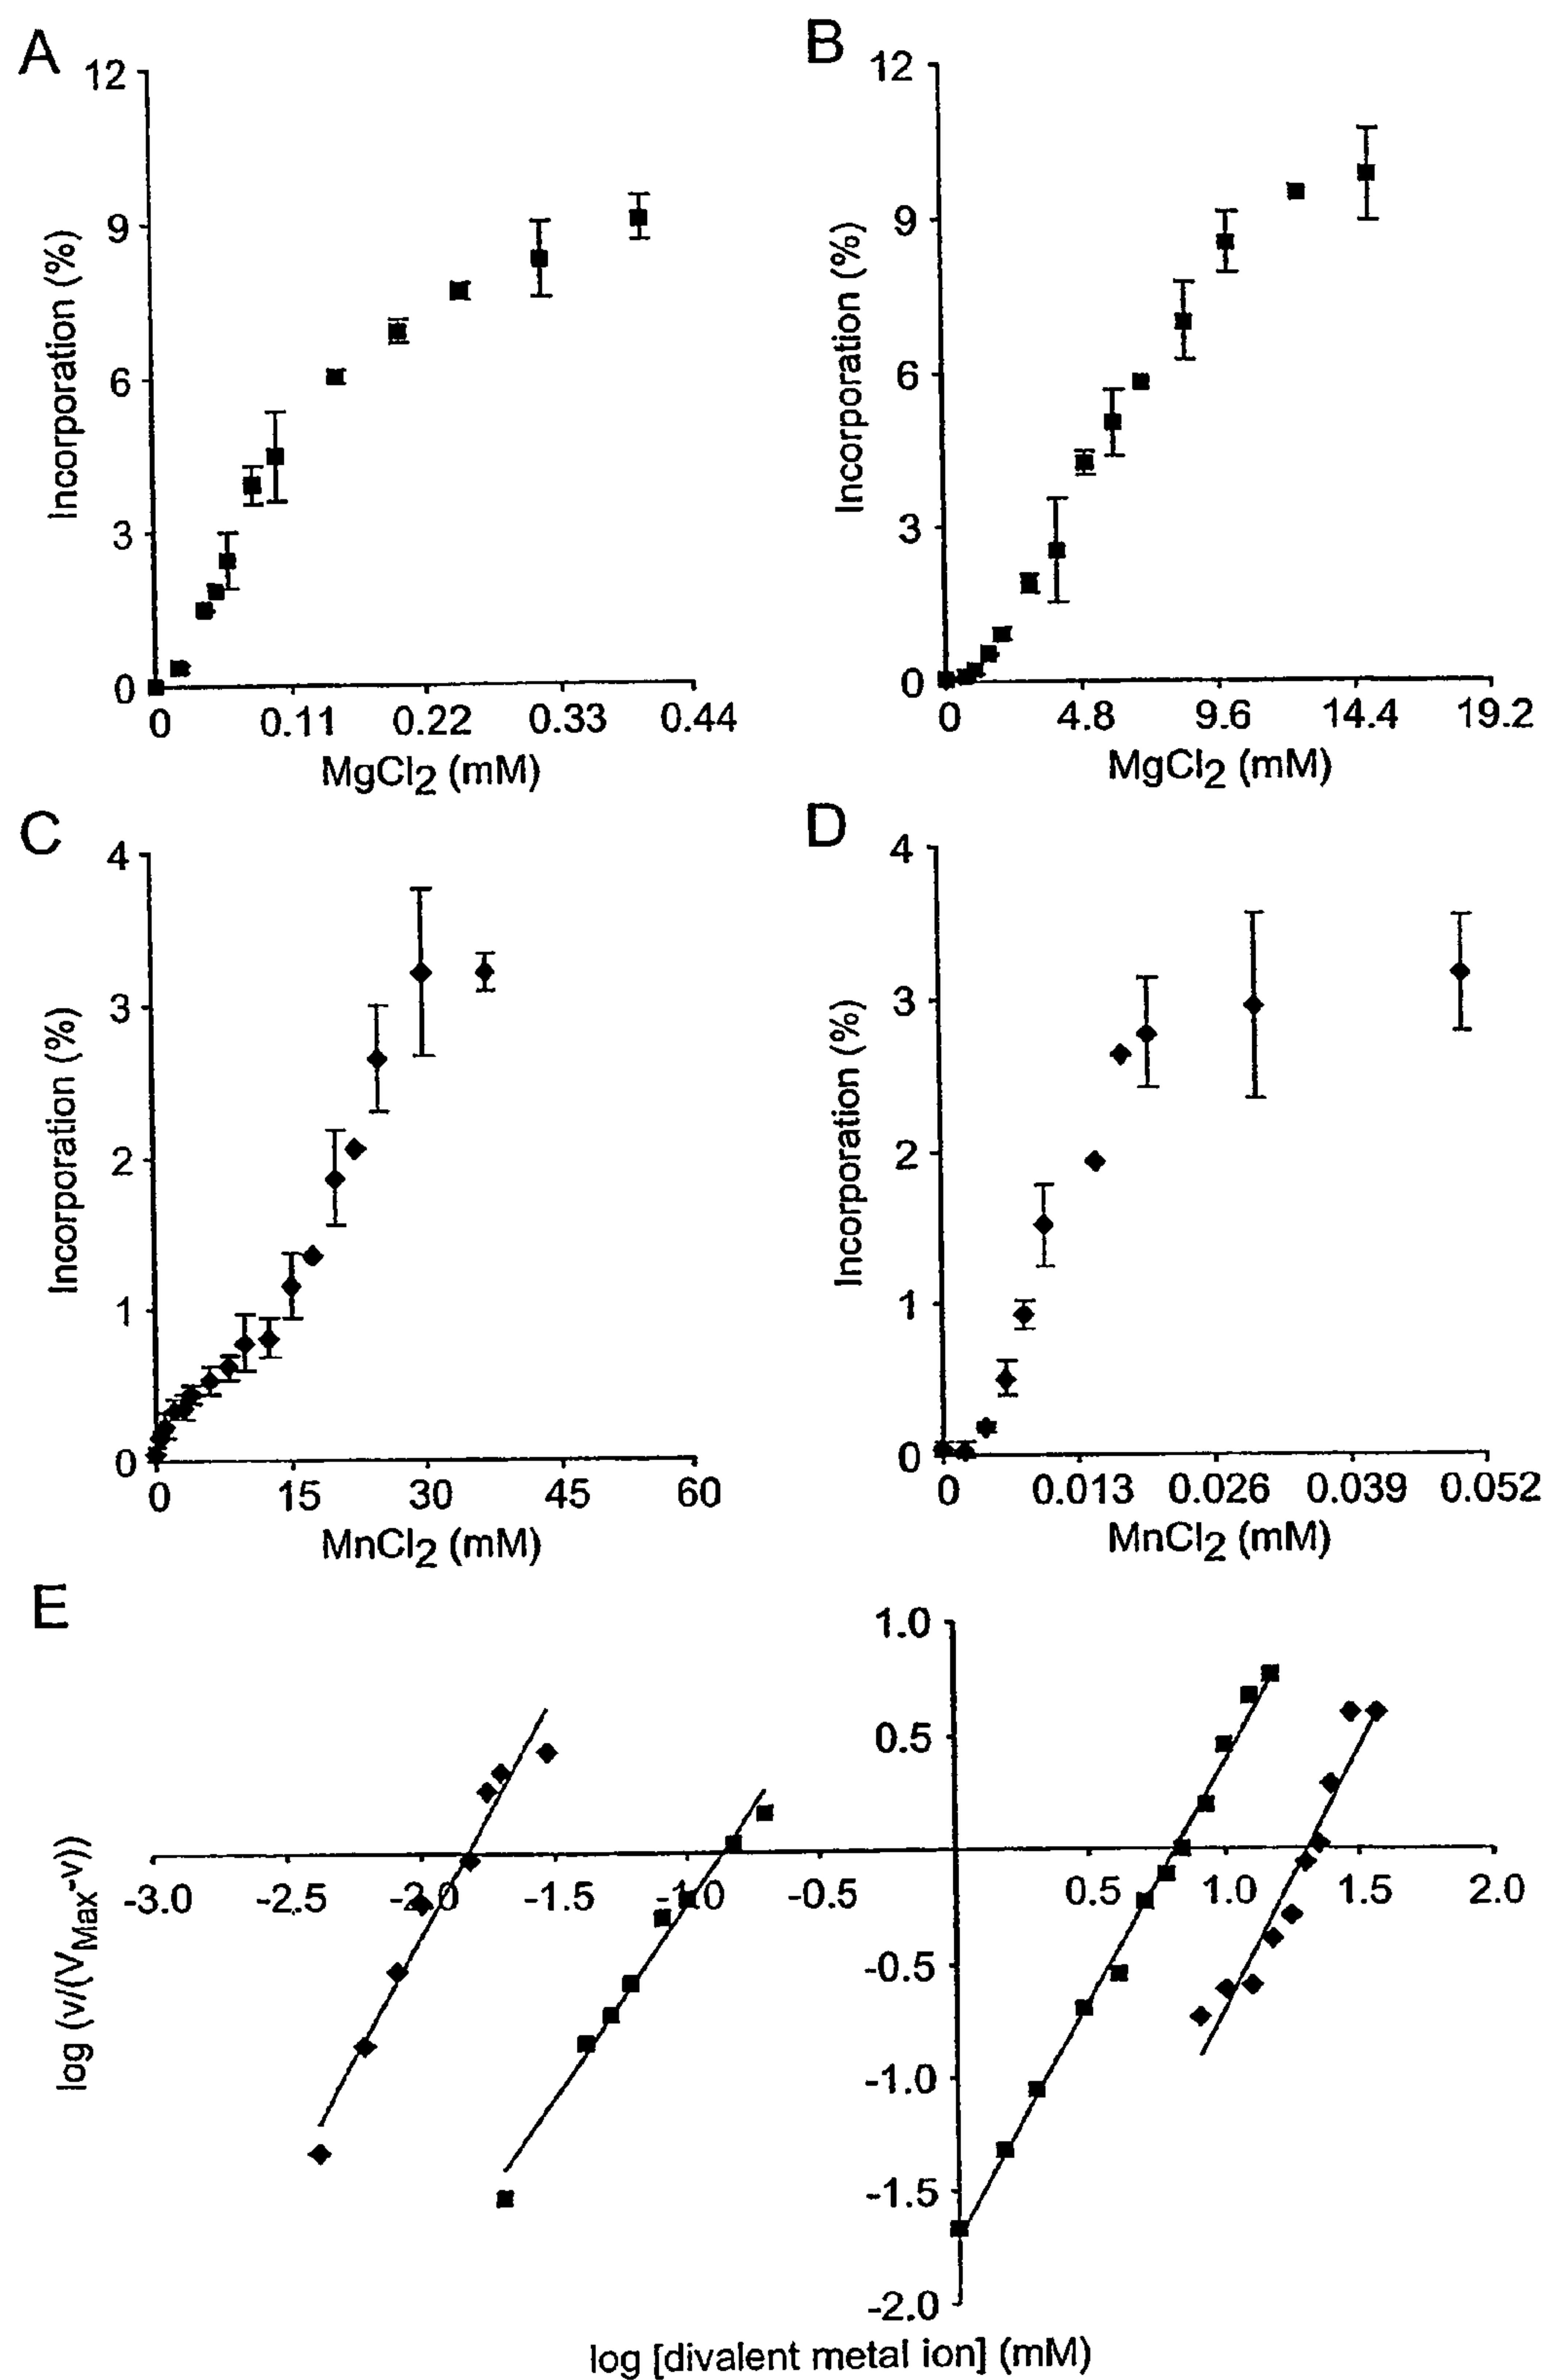 A
B
12
9
6
3
0
Incorporation (%)
0 0.11 0.22 0.33 0.44
MgCl2 (mM)
12
9
6
3
0
Incorporation (%)
0 4.8 9.6 14.4 19.2
MgCl2 (mM)
C
D
4
3
2
1
0
Incorporation (%)
0 15 30 45 60
MnCl2 (mM)
4
3
2
1
0
Incorporation (%)
0 0.013 0.026 0.039 0.052
MnCl2 (mM)
E
log (v/(VMax-v))
1.0
0.5
-3.0 -2.5 -2.0 -1.5 -1.0 -0.5 0.5 1.0 1.5 2.0
-0.5
-1.0
-1.5
-2.0
log [divalent metal ion] (mM)